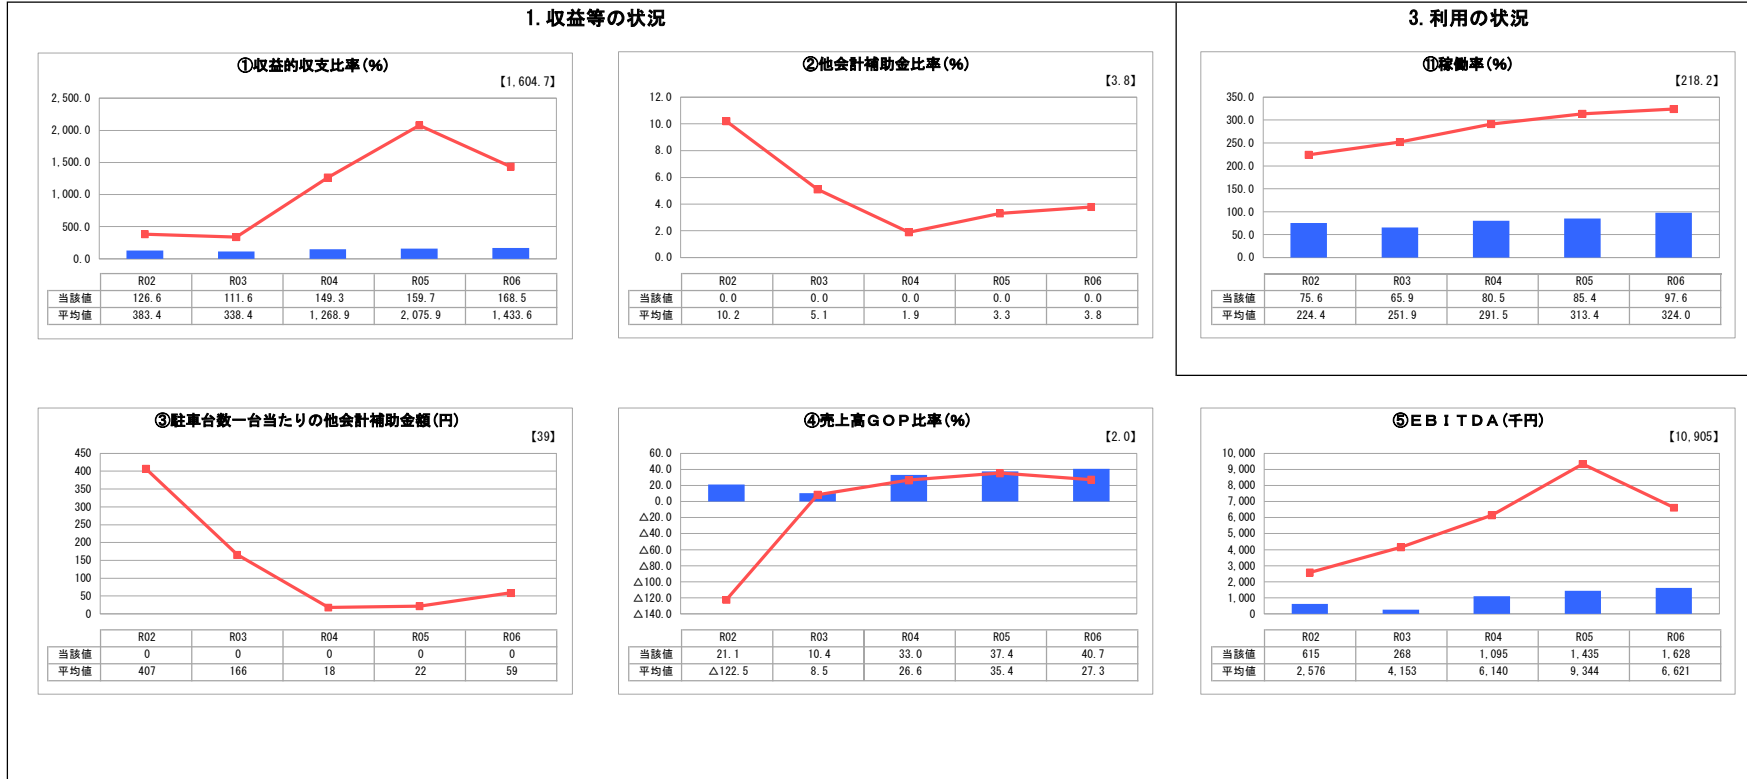 1. 収益等の状況
3. 利用の状況
①収益的収支比率(%)
【1,604.7】
2,500.0
2,000.0
1,500.0
1,000.0
500.0
0.0
R02 R03 R04 R05 R06
当該値 126.6 111.6 149.3 159.7 168.5
平均値 383.4 338.4 1,268.9 2,075.9 1,433.6
②他会計補助金比率(%)
【3.8】
12.0
10.0
8.0
6.0
4.0
2.0
0.0
R02 R03 R04 R05 R06
当該値 0.0 0.0 0.0 0.0 0.0
平均値 10.2 5.1 1.9 3.3 3.8
⑪稼働率(%)
【218.2】
350.0
300.0
250.0
200.0
150.0
100.0
50.0
0.0
R02 R03 R04 R05 R06
当該値 75.6 65.9 80.5 85.4 97.6
平均値 224.4 251.9 291.5 313.4 324.0
③駐車台数一台当たりの他会計補助金額(円)
【39】
450
400
350
300
250
200
150
100
50
0
R02 R03 R04 R05 R06
当該値 0 0 0 0 0
平均値 407 166 18 22 59
④売上高ＧＯＰ比率(%)
【2.0】
60.0
40.0
20.0
0.0
△20.0
△40.0
△60.0
△80.0
△100.0
△120.0
△140.0
R02 R03 R04 R05 R06
当該値 21.1 10.4 33.0 37.4 40.7
平均値 △122.5 8.5 26.6 35.4 27.3
⑤ＥＢＩＴＤＡ(千円)
【10,905】
10,000
9,000
8,000
7,000
6,000
5,000
4,000
3,000
2,000
1,000
0
R02 R03 R04 R05 R06
当該値 615 268 1,095 1,435 1,628
平均値 2,576 4,153 6,140 9,344 6,621